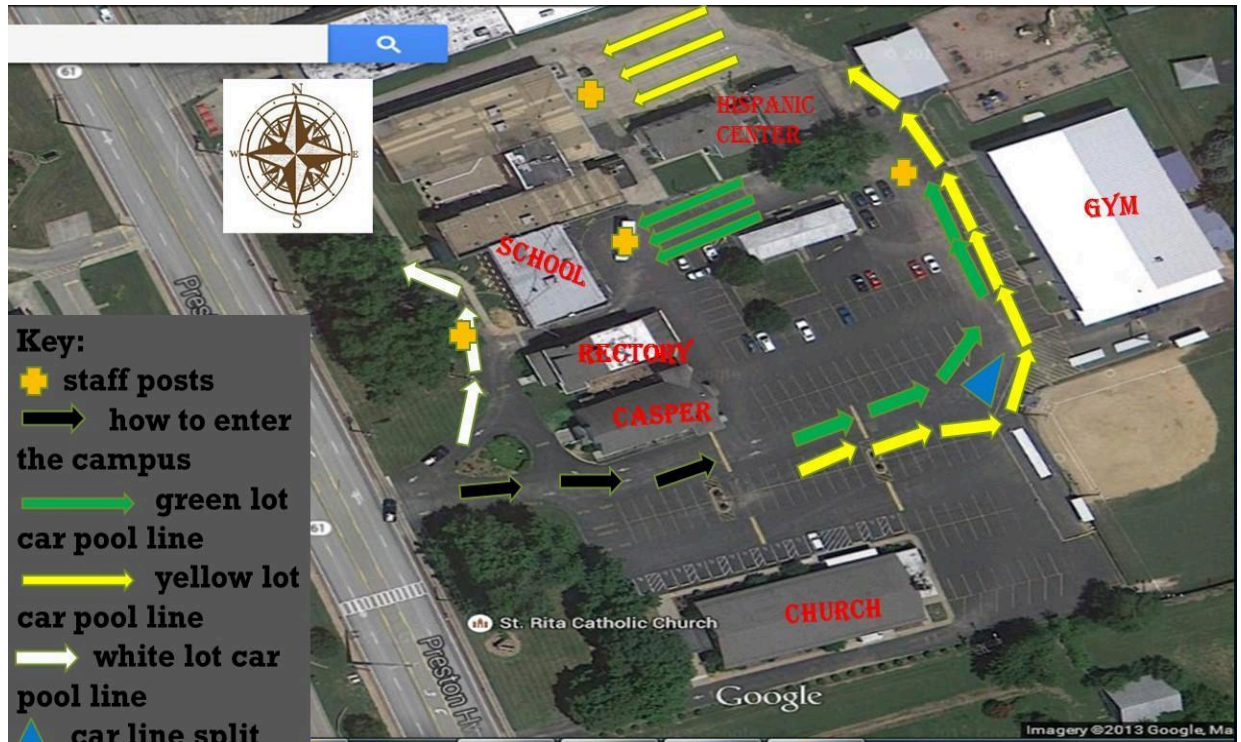 61
N
W
E
S
HISPANIC
CENTER
GYM
SCHOOL
RECTORY
CASPER
Key:
staff posts
how to enter
the campus
green lot
car pool line
yellow lot
car pool line
white lot car
pool line
car line split
61
CHURCH
St. Rita Catholic Church
Preston Hw
Google
Imagery ©2013 Google, Ma